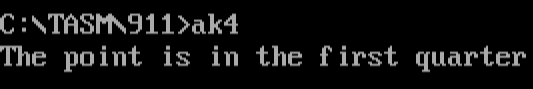 C:\TASM\911>ak4
The point is in the first quarter